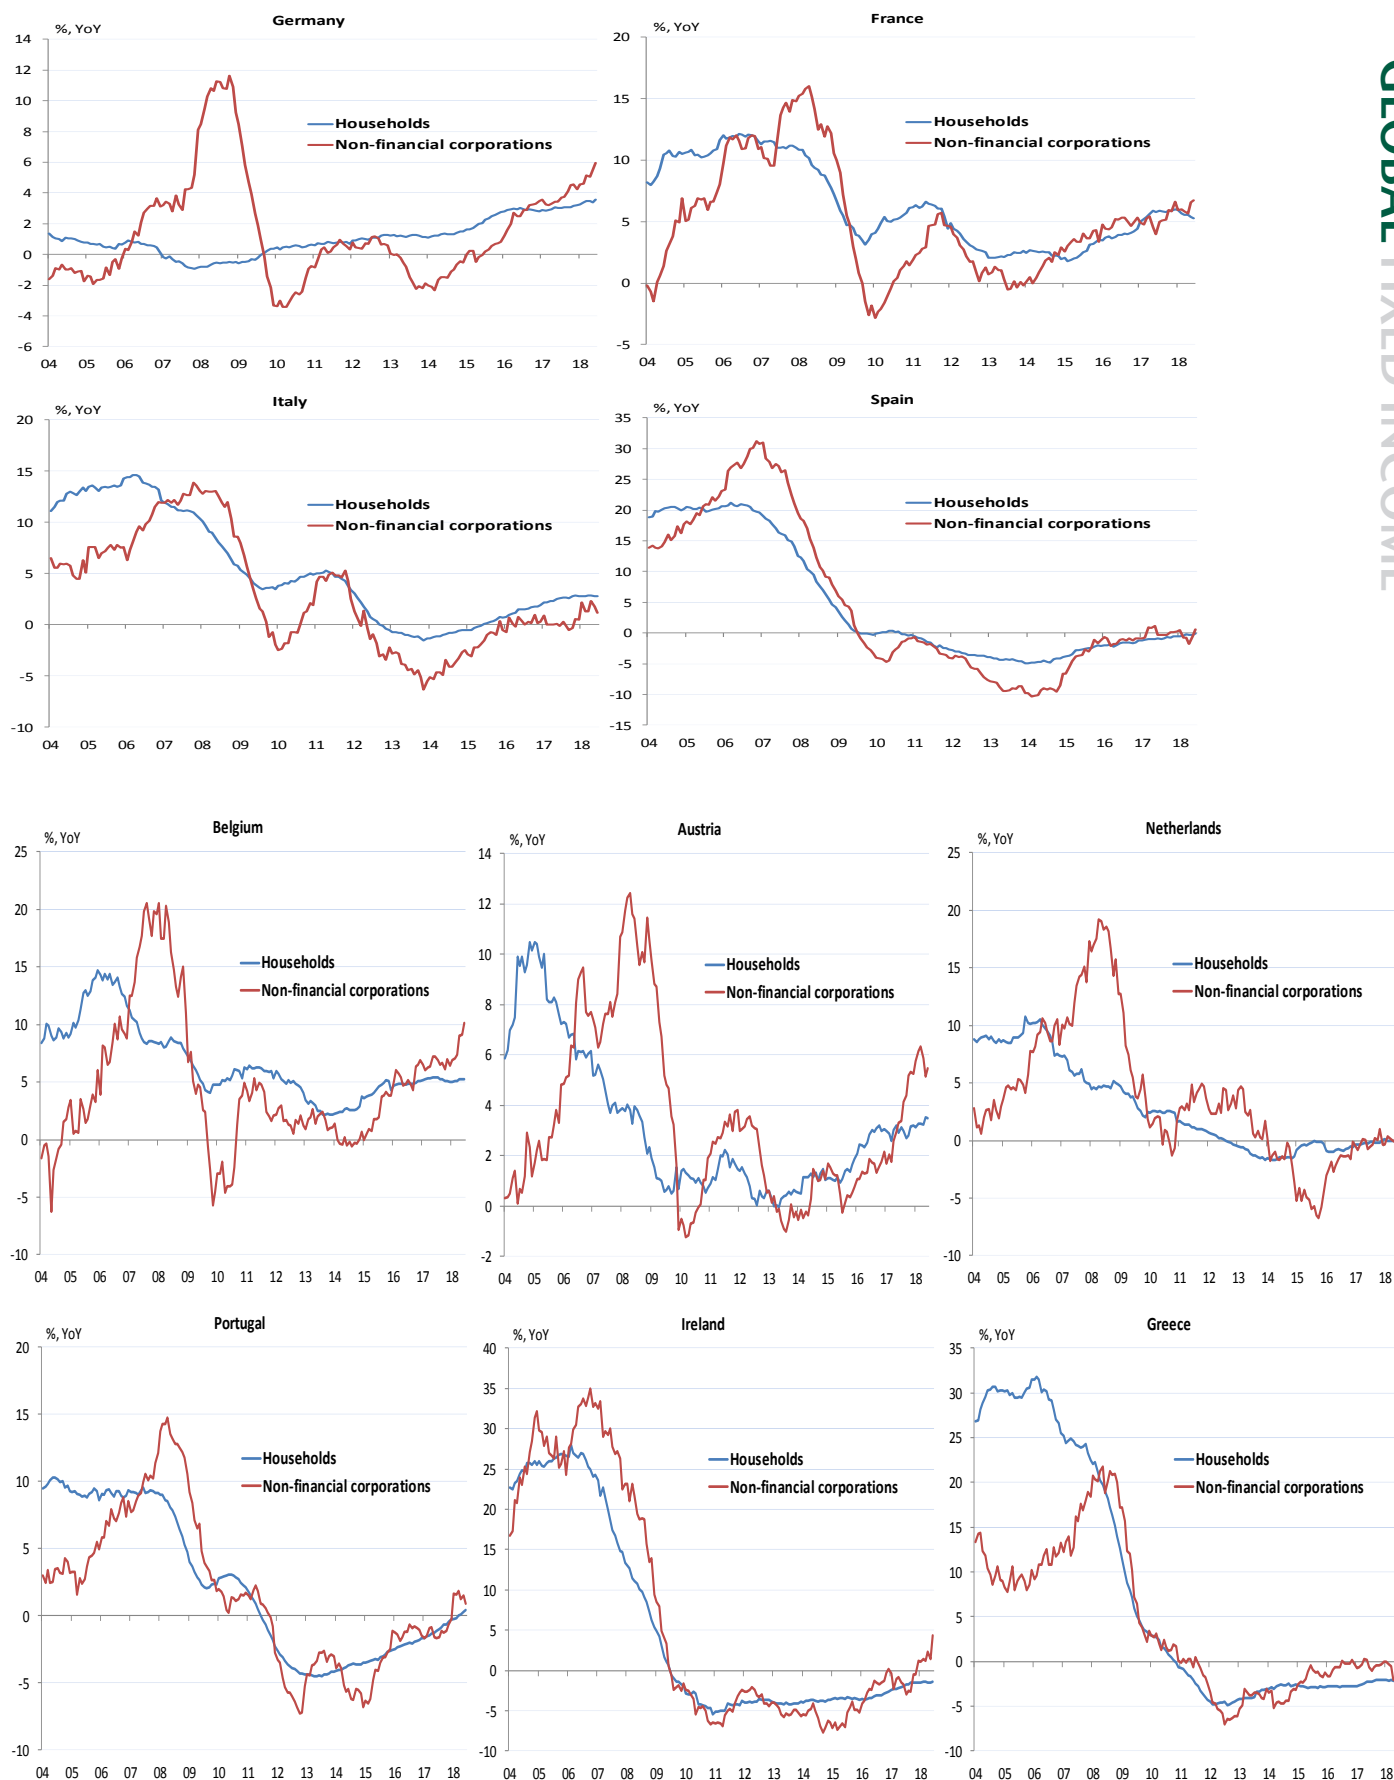 Germany
%, YoY
14
12
10
8
6
4
2
0
-2
-4
-6
Households
Non-financial corporations
04 05 06 07 08 09 10 11 12 13 14 15 16 17 18
France
20
15
10
5
0
-5
Households
Non-financial corporations
04 05 06 07 08 09 10 11 12 13 14 15 16 17 18
GLOBAL FIXED INCOME
Italy
%, YoY
20
15
10
5
0
-5
-10
Households
Non-financial corporations
04 05 06 07 08 09 10 11 12 13 14 15 16 17 18
Spain
%, YoY
35
30
25
20
15
10
5
0
-5
-10
-15
Households
Non-financial corporations
04 05 06 07 08 09 10 11 12 13 14 15 16 17 18
Belgium
%, YoY
25
20
15
10
5
0
-5
-10
Households
Non-financial corporations
04 05 06 07 08 09 10 11 12 13 14 15 16 17 18
Austria
%, YoY
14
12
10
8
6
4
2
0
-2
Households
Non-financial corporations
04 05 06 07 08 09 10 11 12 13 14 15 16 17 18
Netherlands
%, YoY
25
20
15
10
5
0
-5
-10
Households
Non-financial corporations
04 05 06 07 08 09 10 11 12 13 14 15 16 17 18
Portugal
%, YoY
20
15
10
5
0
-5
-10
Households
Non-financial corporations
04 05 06 07 08 09 10 11 12 13 14 15 16 17 18
Ireland
%, YoY
40
35
30
25
20
15
10
5
0
-5
-10
Households
Non-financial corporations
04 05 06 07 08 09 10 11 12 13 14 15 16 17 18
Greece
%, YoY
35
30
25
20
15
10
5
0
-5
-10
Households
Non-financial corporations
04 05 06 07 08 09 10 11 12 13 14 15 16 17 18